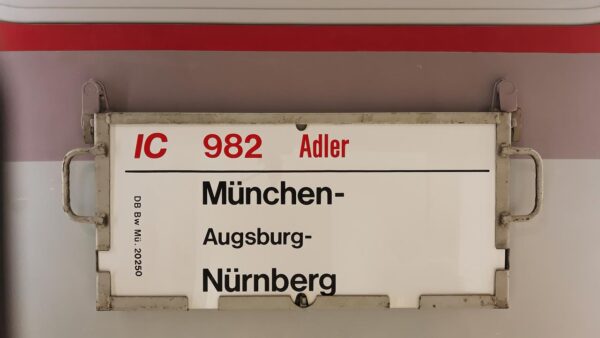 IC 982 Adler
München-
Augsburg-
Nürnberg
DB Bw Mü. 20250